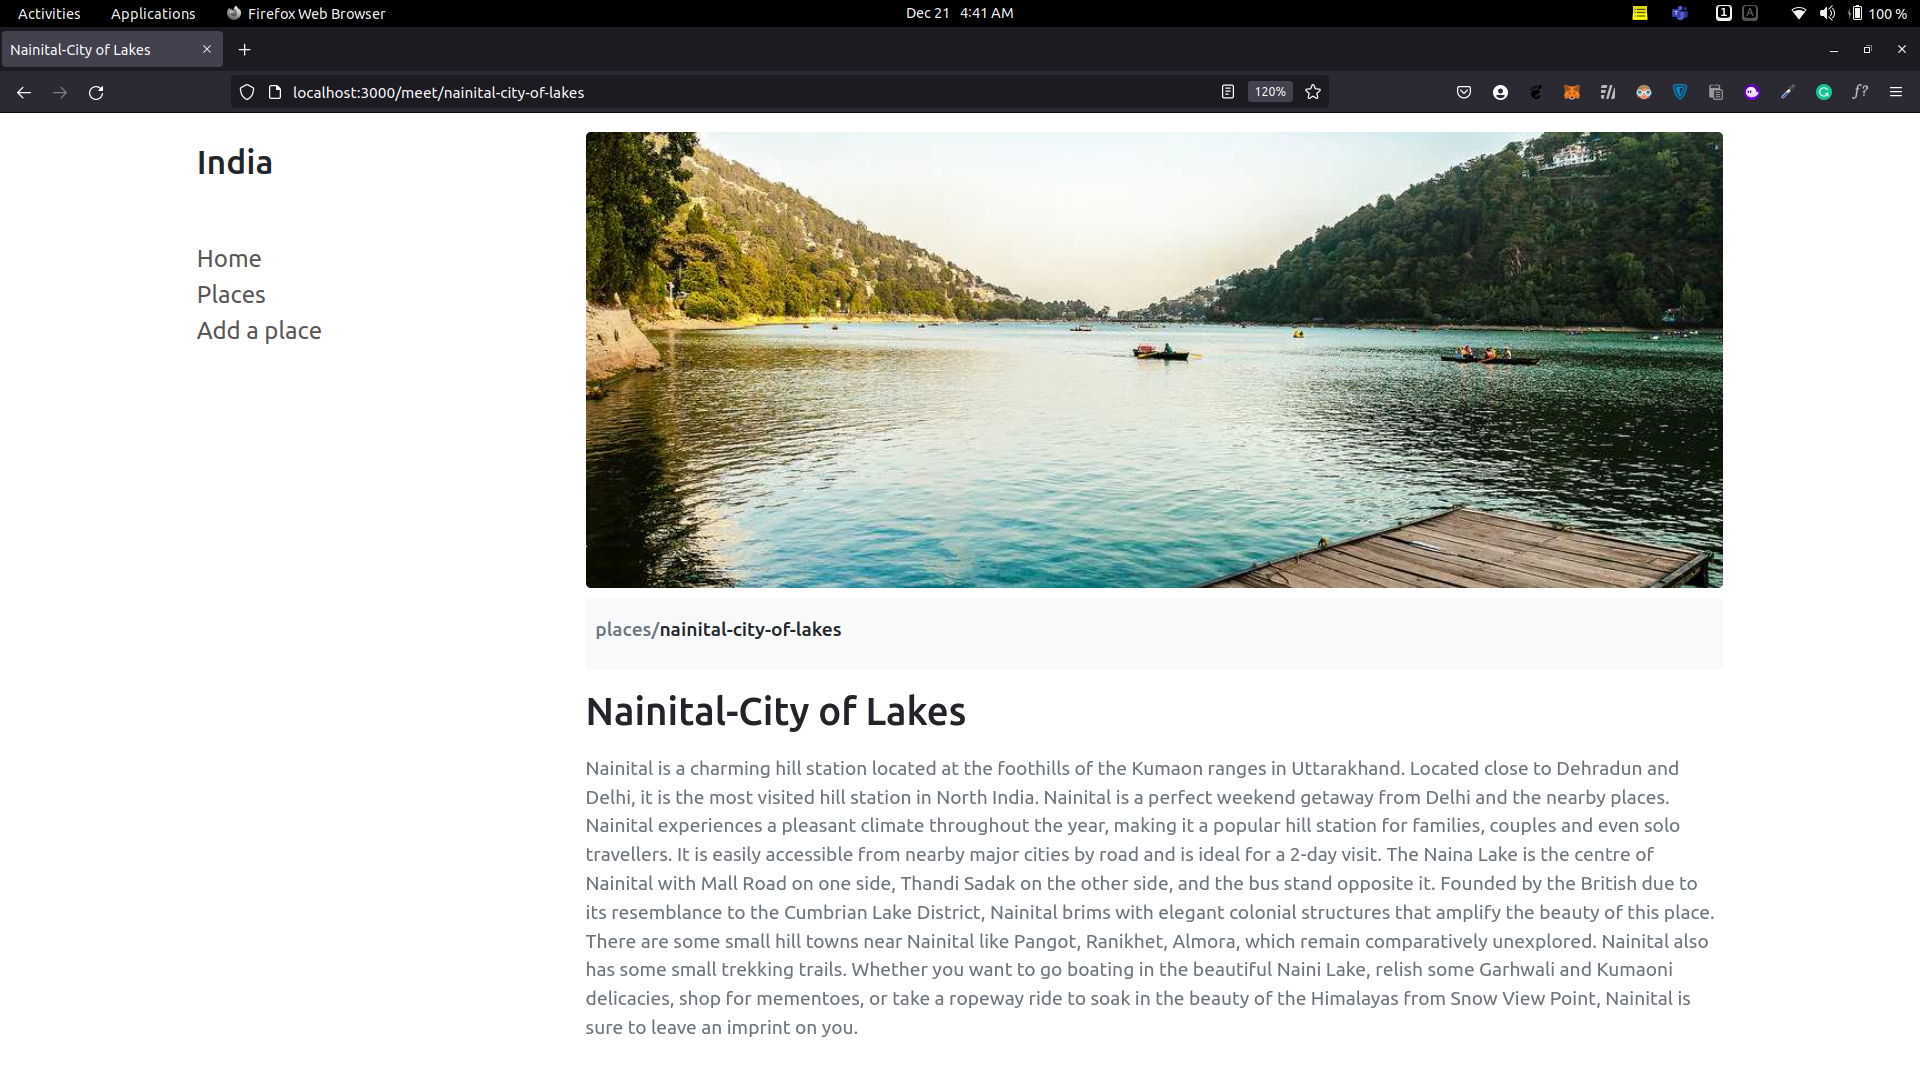 Activities Applications Firefox Web Browser Dec 21 4:41 AM 1 A 100 %
Nainital-City of Lakes
localhost:3000/meet/nainital-city-of-lakes 120% f?
India
Home
Places
Add a place
places/nainital-city-of-lakes
Nainital-City of Lakes
Nainital is a charming hill station located at the foothills of the Kumaon ranges in Uttarakhand. Located close to Dehradun and
Delhi, it is the most visited hill station in North India. Nainital is a perfect weekend getaway from Delhi and the nearby places.
Nainital experiences a pleasant climate throughout the year, making it a popular hill station for families, couples and even solo
travellers. It is easily accessible from nearby major cities by road and is ideal for a 2-day visit. The Naina Lake is the centre of
Nainital with Mall Road on one side, Thandi Sadak on the other side, and the bus stand opposite it. Founded by the British due to
its resemblance to the Cumbrian Lake District, Nainital brims with elegant colonial structures that amplify the beauty of this place.
There are some small hill towns near Nainital like Pangot, Ranikhet, Almora, which remain comparatively unexplored. Nainital also
has some small trekking trails. Whether you want to go boating in the beautiful Naini Lake, relish some Garhwali and Kumaoni
delicacies, shop for mementoes, or take a ropeway ride to soak in the beauty of the Himalayas from Snow View Point, Nainital is
sure to leave an imprint on you.